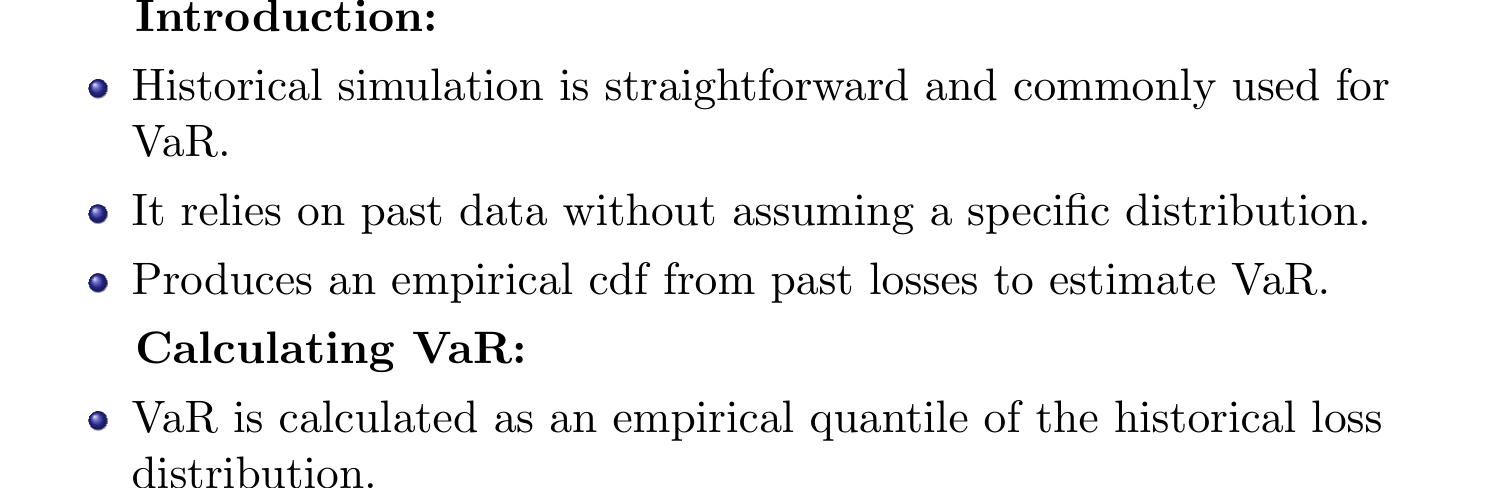 Introduction:
Historical simulation is straightforward and commonly used for
VaR.
It relies on past data without assuming a specific distribution.
Produces an empirical cdf from past losses to estimate VaR.
Calculating VaR:
VaR is calculated as an empirical quantile of the historical loss
distribution.